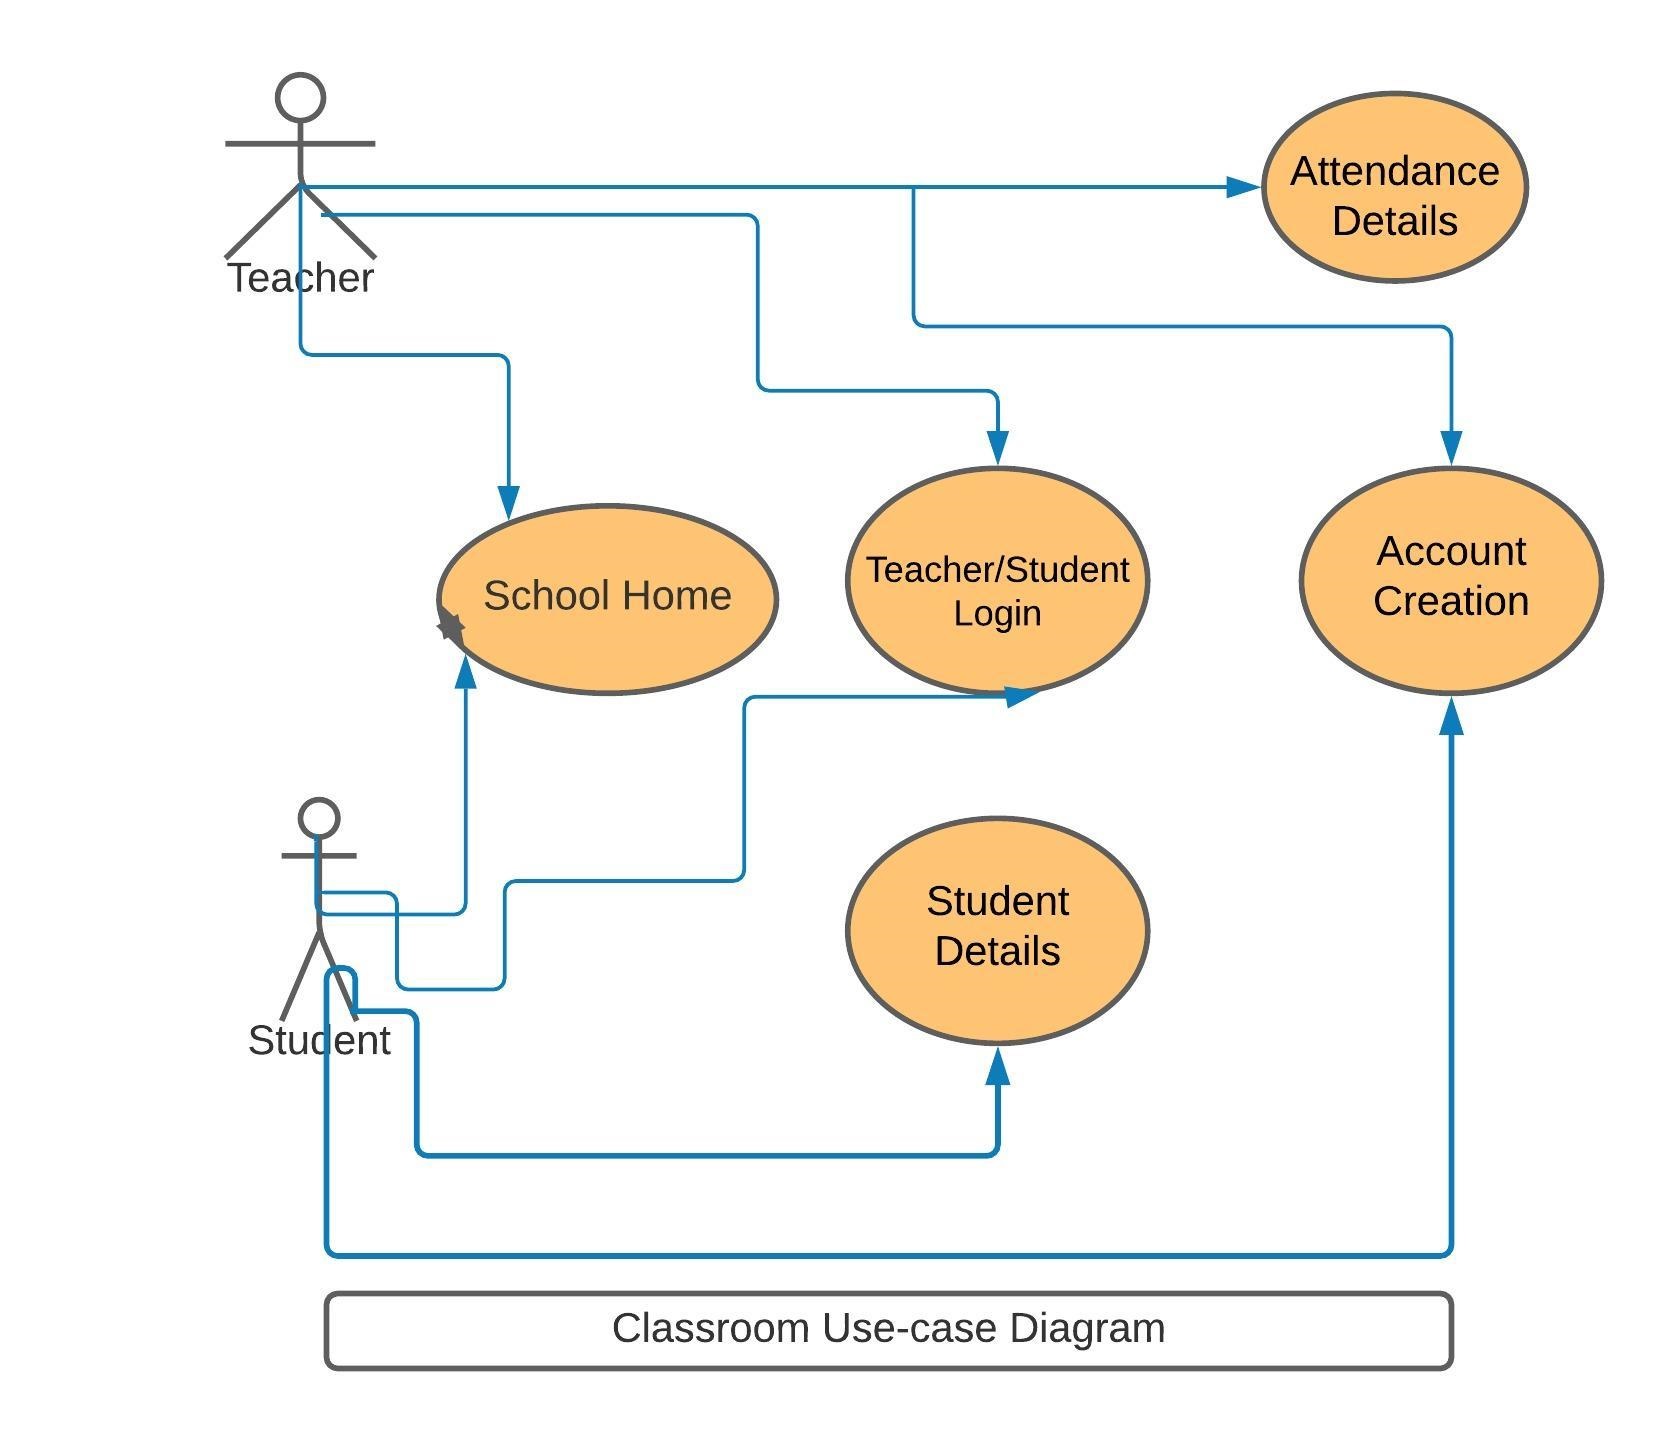 Attendance
Details
Teacher
Account
Creation
Teacher/Student
Login
School Home
Student
Details
Student
Classroom Use-case Diagram